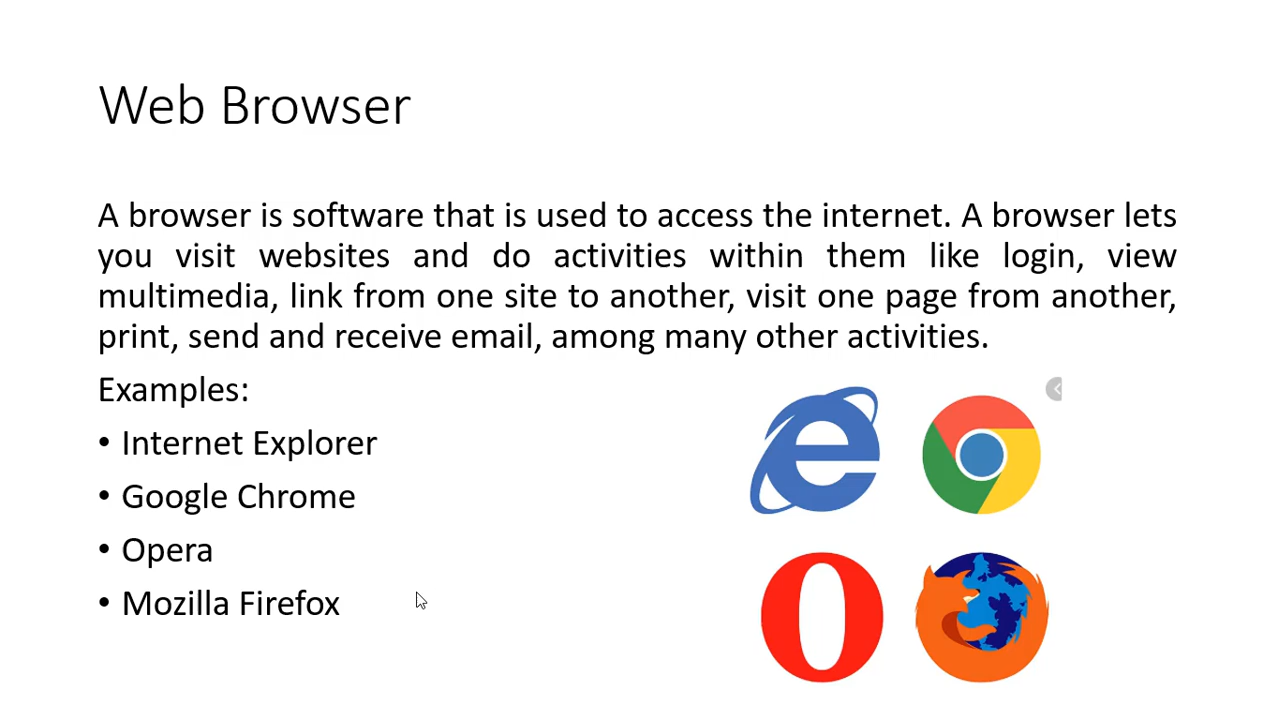 Web Browser
A browser is software that is used to access the internet. A browser lets
you visit websites and do activities within them like login, view
multimedia, link from one site to another, visit one page from another,
print, send and receive email, among many other activities.
Examples:
• Internet Explorer
• Google Chrome
• Opera
• Mozilla Firefox